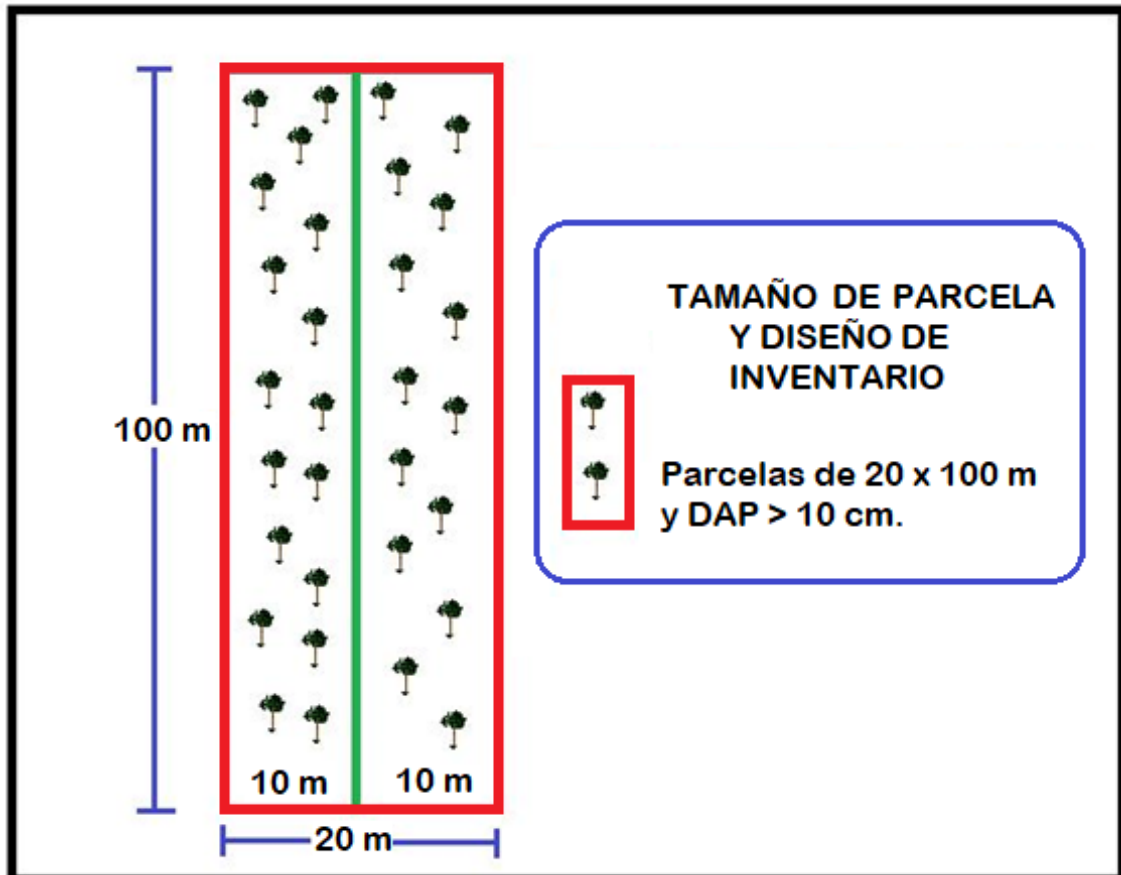 100 m
10 m
10 m
20 m
TAMAÑO DE PARCELA
Y DISEÑO DE
INVENTARIO
Parcelas de 20 x 100 m
y DAP > 10 cm.